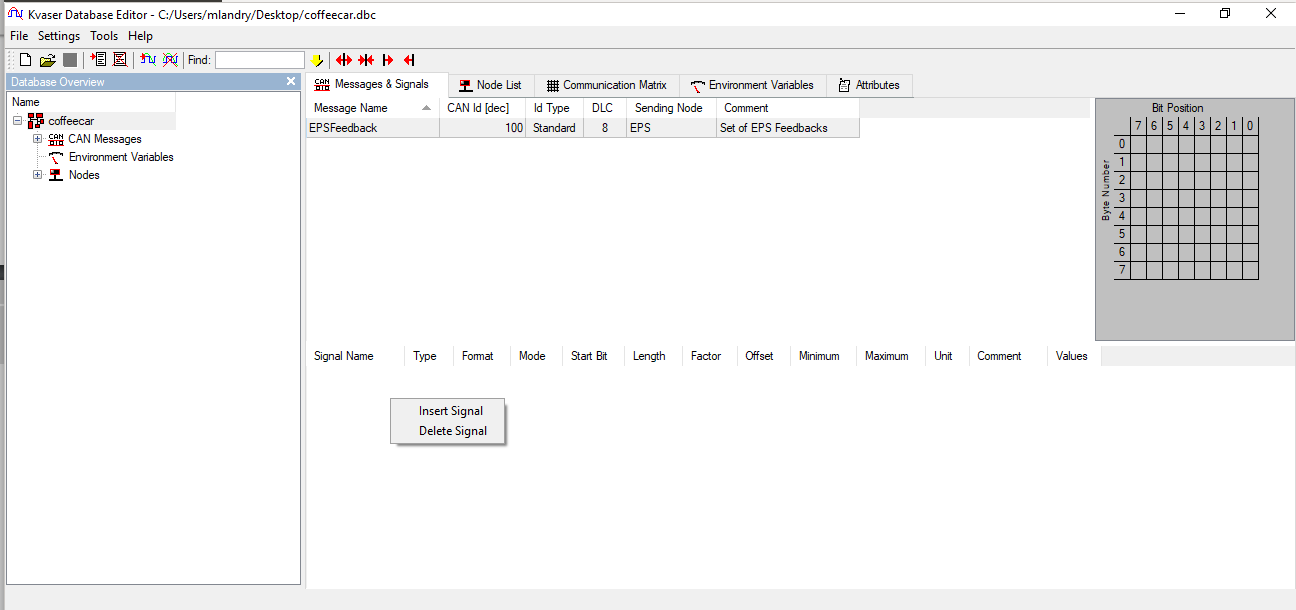 Kvaser Database Editor - C:/Users/mlandry/Desktop/coffeecar.dbc
File Settings Tools Help
Find:
Database Overview
Name
coffeecar
CAN CAN Messages
Environment Variables
Nodes
CAN Messages & Signals Node List Communication Matrix Environment Variables Attributes
Message Name CAN Id [dec] Id Type DLC Sending Node Comment
EPSFeedback 100 Standard 8 EPS Set of EPS Feedbacks
Bit Position
7 6 5 4 3 2 1 0
Byte Number
0
1
2
3
4
5
6
7
Signal Name Type Format Mode Start Bit Length Factor Offset Minimum Maximum Unit Comment Values
Insert Signal
Delete Signal